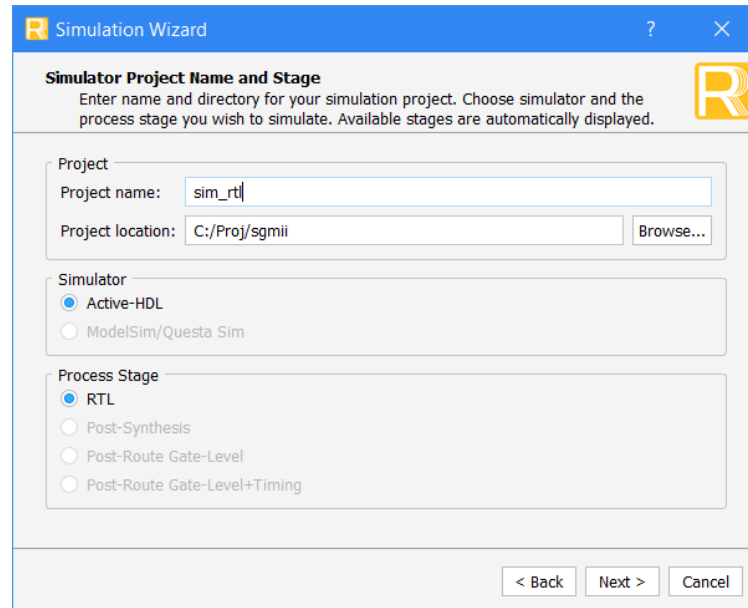 Simulation Wizard
?
Simulator Project Name and Stage
Enter name and directory for your simulation project. Choose simulator and the
process stage you wish to simulate. Available stages are automatically displayed.
Project
Project name: sim_rtl
Project location: C:/Proj/sgmii Browse...
Simulator
Active-HDL
ModelSim/Questa Sim
Process Stage
RTL
Post-Synthesis
Post-Route Gate-Level
Post-Route Gate-Level+Timing
< Back Next > Cancel